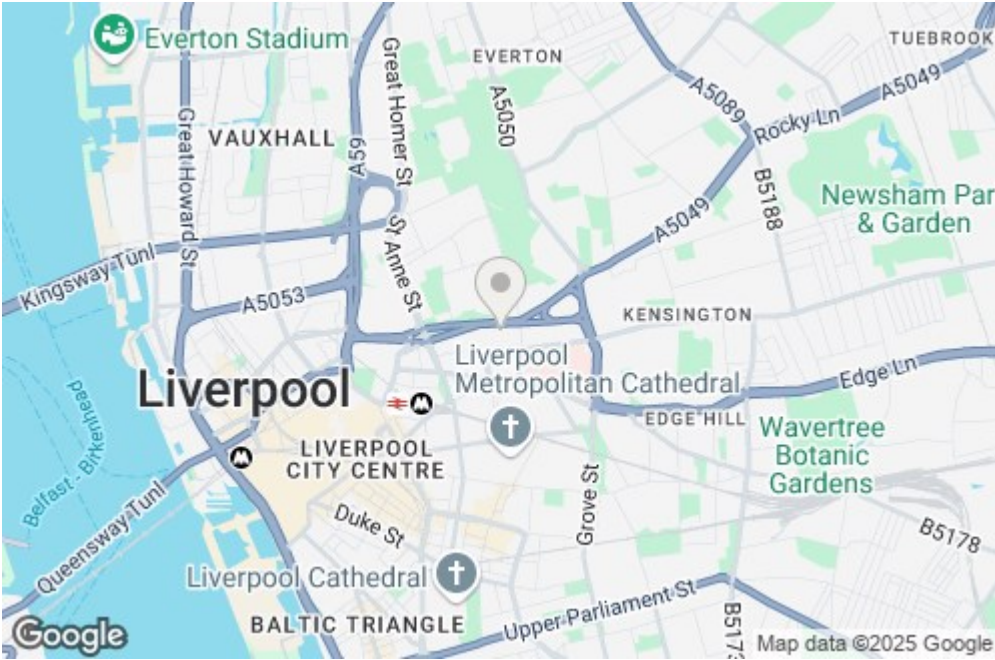 Everton Stadium
EVERTON
TUEBROOK
A5049
A5089
Rocky Ln
Great Homer St
A5050
VAUXHALL
A59
Great Howard St
B5188
Newsham Par
& Garden
A5049
St Anne St
Kingsway Tunl
A5053
KENSINGTON
Liverpool
Metropolitan Cathedral
Edge Ln
Liverpool
EDGE HILL
Wavertree
Botanic
Gardens
LIVERPOOL
CITY CENTRE
Belfast - Birkenhead
Queensway Tunl
Duke St
Grove St
B5178
Liverpool Cathedral
BALTIC TRIANGLE
Upper Parliament St
B5173
Google
Map data ©2025 Google